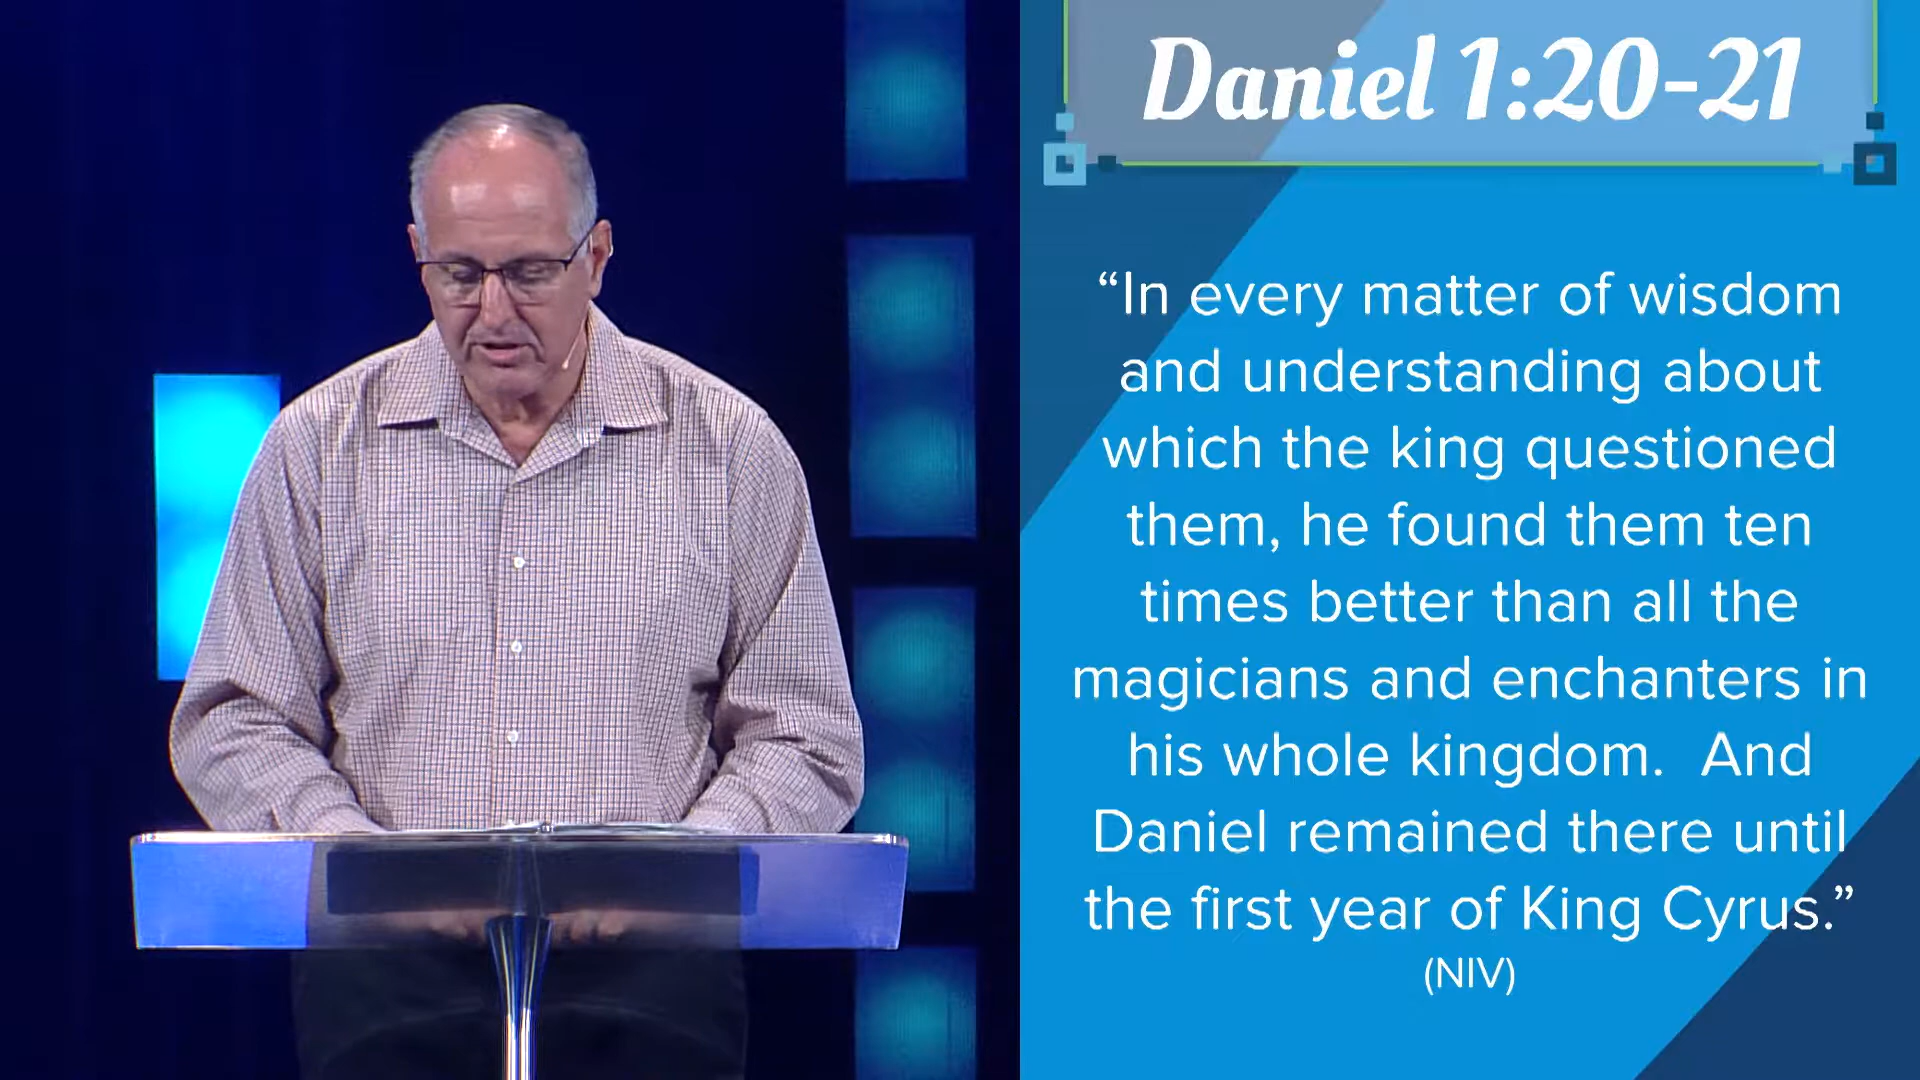 Daniel 1:20-21
“In every matter of wisdom
and understanding about
which the king questioned
them, he found them ten
times better than all the
magicians and enchanters in
his whole kingdom.  And
Daniel remained there until
the first year of King Cyrus.”
(NIV)